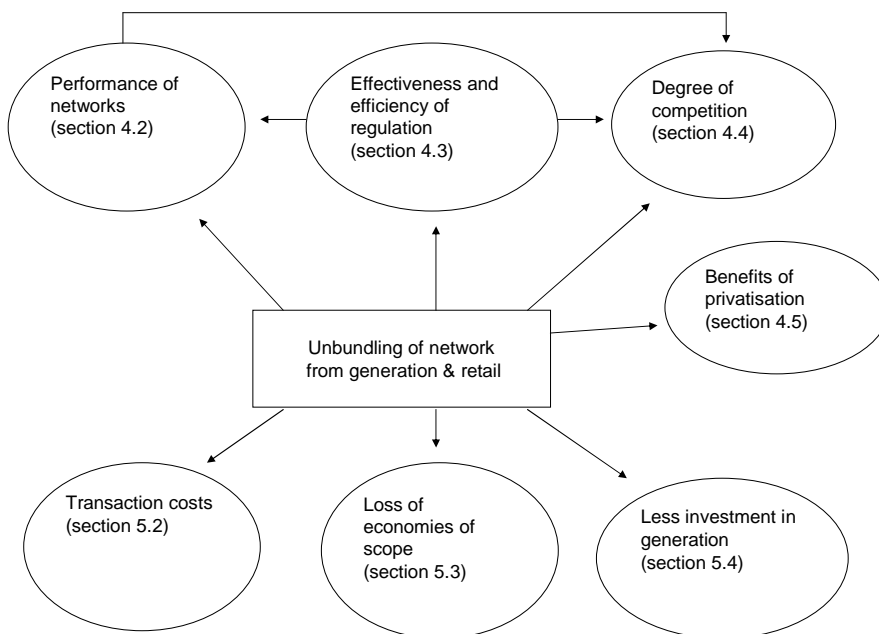 Performance of
networks
(section 4.2)
Effectiveness and
efficiency of
regulation
(section 4.3)
Degree of
competition
(section 4.4)
Benefits of
privatisation
(section 4.5)
Unbundling of network
from generation & retail
Transaction costs
(section 5.2)
Loss of
economies of
scope
(section 5.3)
Less investment in
generation
(section 5.4)